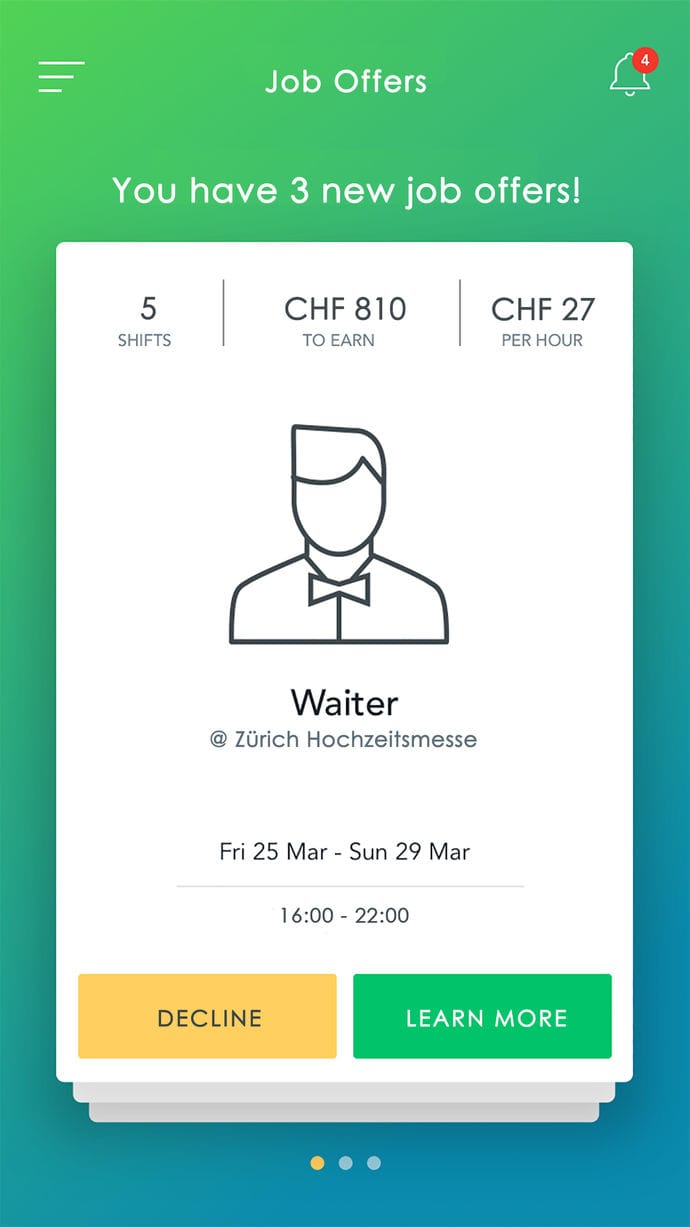 Job Offers
4
You have 3 new job offers!
5
SHIFTS
CHF 810
TO EARN
CHF 27
PER HOUR
Waiter
@ Zürich Hochzeitsmesse
Fri 25 Mar - Sun 29 Mar
16:00 - 22:00
DECLINE
LEARN MORE